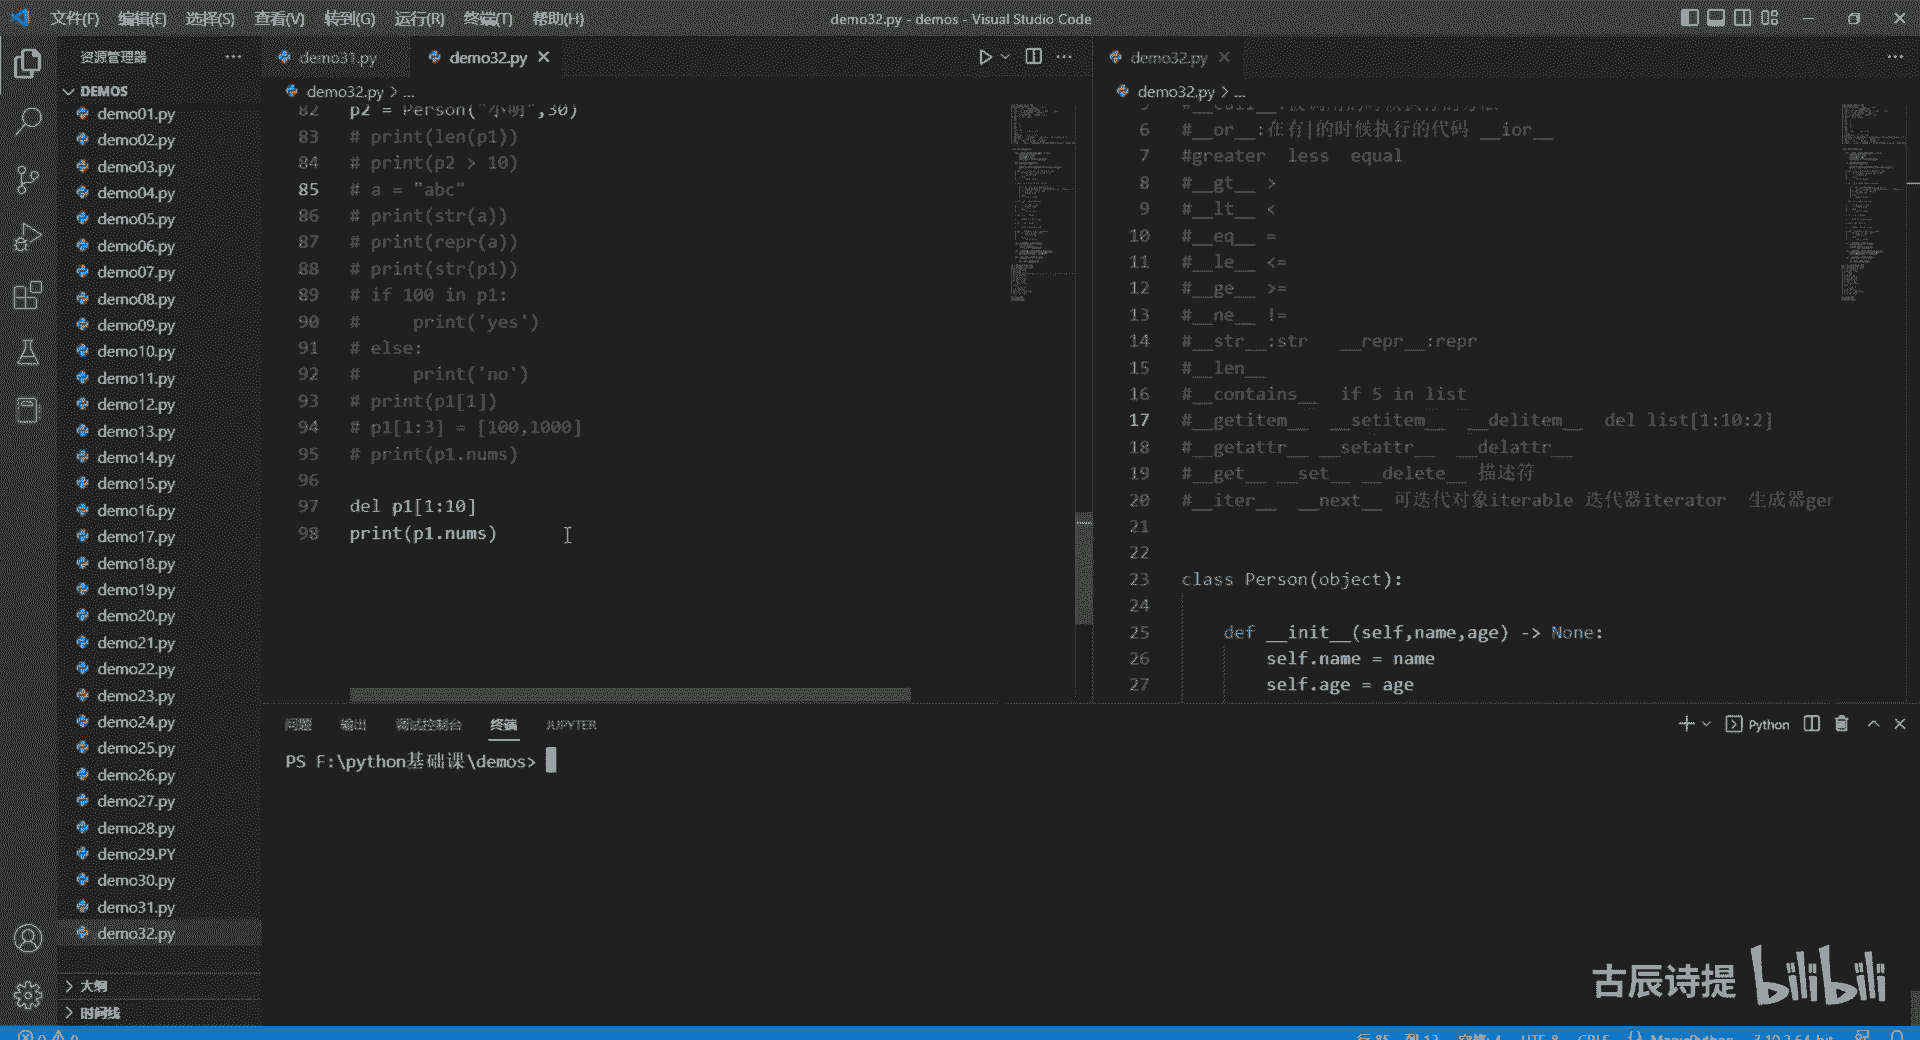 文件(F) 编辑(E) 选择(S) 查看(V) 转到(G) 运行(R) 终端(T) 帮助(H)
demo32.py - demos - Visual Studio Code
资源管理器
DEMOS
demo01.py
demo02.py
demo03.py
demo04.py
demo05.py
demo06.py
demo07.py
demo08.py
demo09.py
demo10.py
demo11.py
demo12.py
demo13.py
demo14.py
demo15.py
demo16.py
demo17.py
demo18.py
demo19.py
demo20.py
demo21.py
demo22.py
demo23.py
demo24.py
demo25.py
demo26.py
demo27.py
demo28.py
demo29.PY
demo30.py
demo31.py
demo32.py
大纲
时间线
demo31.py demo32.py
demo32.py > ...
82 p2 = Person("小明",30)
83 # print(len(p1))
84 # print(p2 > 10)
85 # a = "abc"
86 # print(str(a))
87 # print(repr(a))
88 # print(str(p1))
89 # if 100 in p1:
90 #     print('yes')
91 # else:
92 #     print('no')
93 # print(p1[1])
94 # p1[1:3] = [100,1000]
95 # print(p1.nums)
96
97 del p1[1:10]
98 print(p1.nums)
demo32.py
demo32.py > ...
5 #__call__:被调用的时候执行的方法
6 #__or__:在有|的时候执行的代码 __ior__
7 #greater less equal
8 #__gt__ >
9 #__lt__ <
10 #__eq__ =
11 #__le__ <=
12 #__ge__ >=
13 #__ne__ !=
14 #__str__:str __repr__:repr
15 #__len__
16 #__contains__ if 5 in list
17 #__getitem__ __setitem__ __delitem__ del list[1:10:2]
18 #__getattr__ __setattr__ __delattr__
19 #__get__ __set__ __delete__ 描述符
20 #__iter__ __next__ 可迭代对象iterable 迭代器iterator 生成器ger
21
22
23 class Person(object):
24
25 def __init__(self,name,age) -> None:
26 self.name = name
27 self.age = age
问题 输出 调试控制台 终端 JUPYTER
Python
PS F:\python基础课\demos>
古辰诗提 bilibili